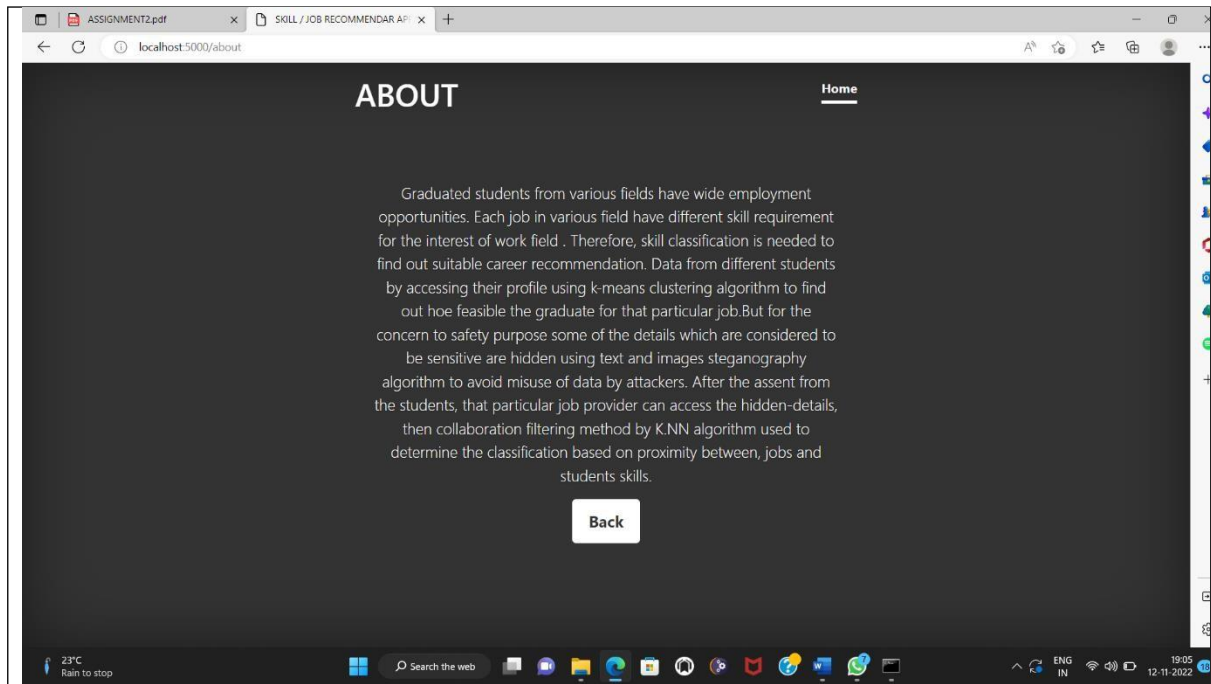 ASSIGNMENT2.pdf
SKILL / JOB RECOMMENDAR AP
localhost:5000/about
ABOUT
Home
Graduated students from various fields have wide employment
opportunities. Each job in various field have different skill requirement
for the interest of work field . Therefore, skill classification is needed to
find out suitable career recommendation. Data from different students
by accessing their profile using k-means clustering algorithm to find
out hoe feasible the graduate for that particular job.But for the
concern to safety purpose some of the details which are considered to
be sensitive are hidden using text and images steganography
algorithm to avoid misuse of data by attackers. After the assent from
the students, that particular job provider can access the hidden-details,
then collaboration filtering method by K.NN algorithm used to
determine the classification based on proximity between, jobs and
students skills.
Back
23°C
Rain to stop
Search the web
ENG
IN
19:05
12-11-2022
18